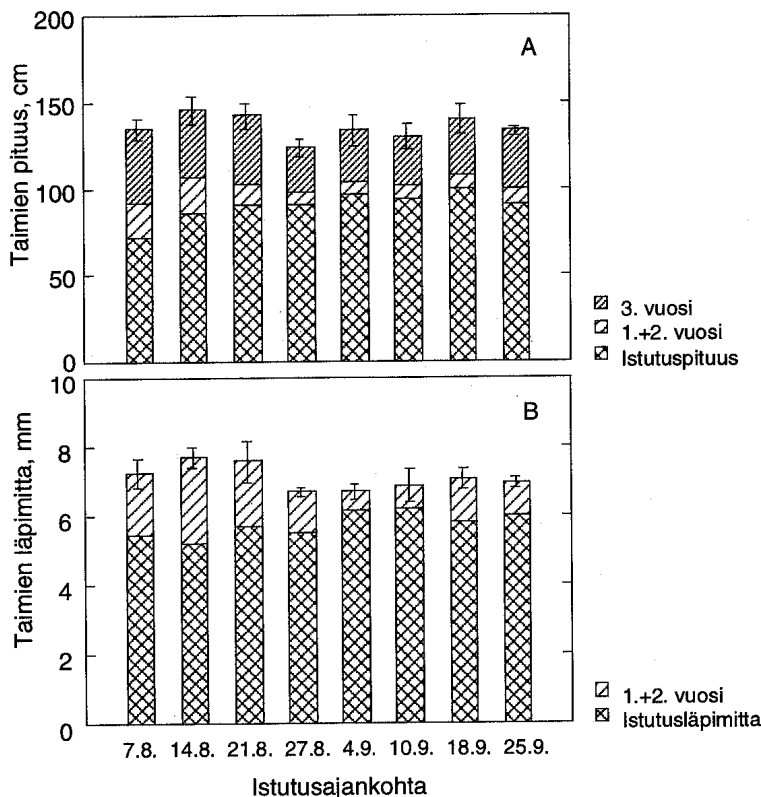 200
A
150
100
50
0
Taimien pituus, cm
3. vuosi
1.+2. vuosi
Istutuspituus
10
B
8
6
4
2
0
Taimien läpimitta, mm
1.+2. vuosi
Istutusläpimitta
7.8. 14.8. 21.8. 27.8. 4.9. 10.9. 18.9. 25.9.
Istutusajankohta